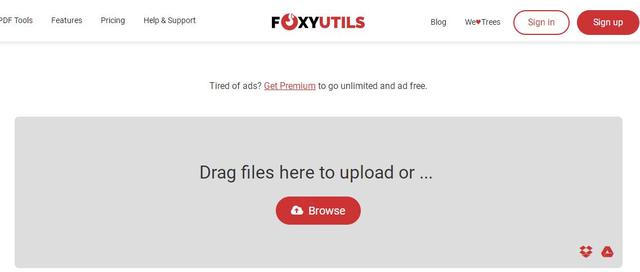 PDF Tools Features Pricing Help & Support FOXYUTILS Blog We♥Trees Sign in Sign up
Tired of ads? Get Premium to go unlimited and ad free.
Drag files here to upload or ...
Browse